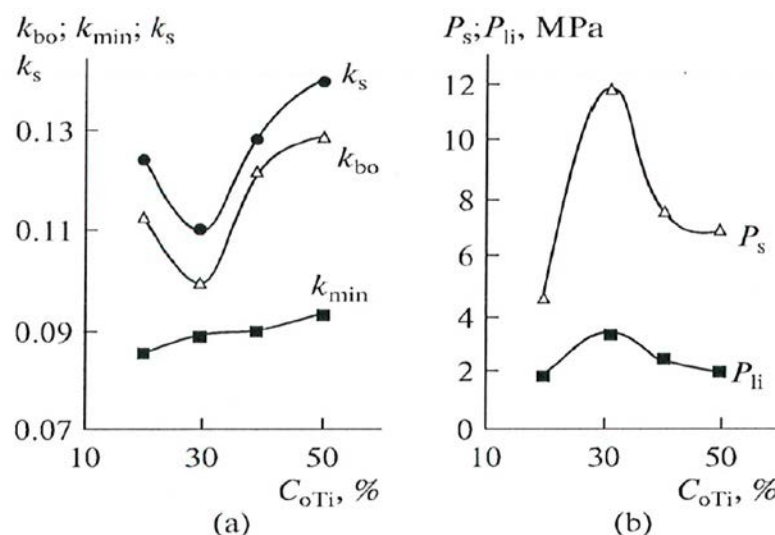 k_bo; k_min; k_s
k_s
0.13
0.11
0.09
0.07
10
30
50
C_oTi, %
k_s
k_bo
k_min
(a)
P_s; P_li, MPa
12
10
8
6
4
2
0
10
30
50
C_oTi, %
P_s
P_li
(b)